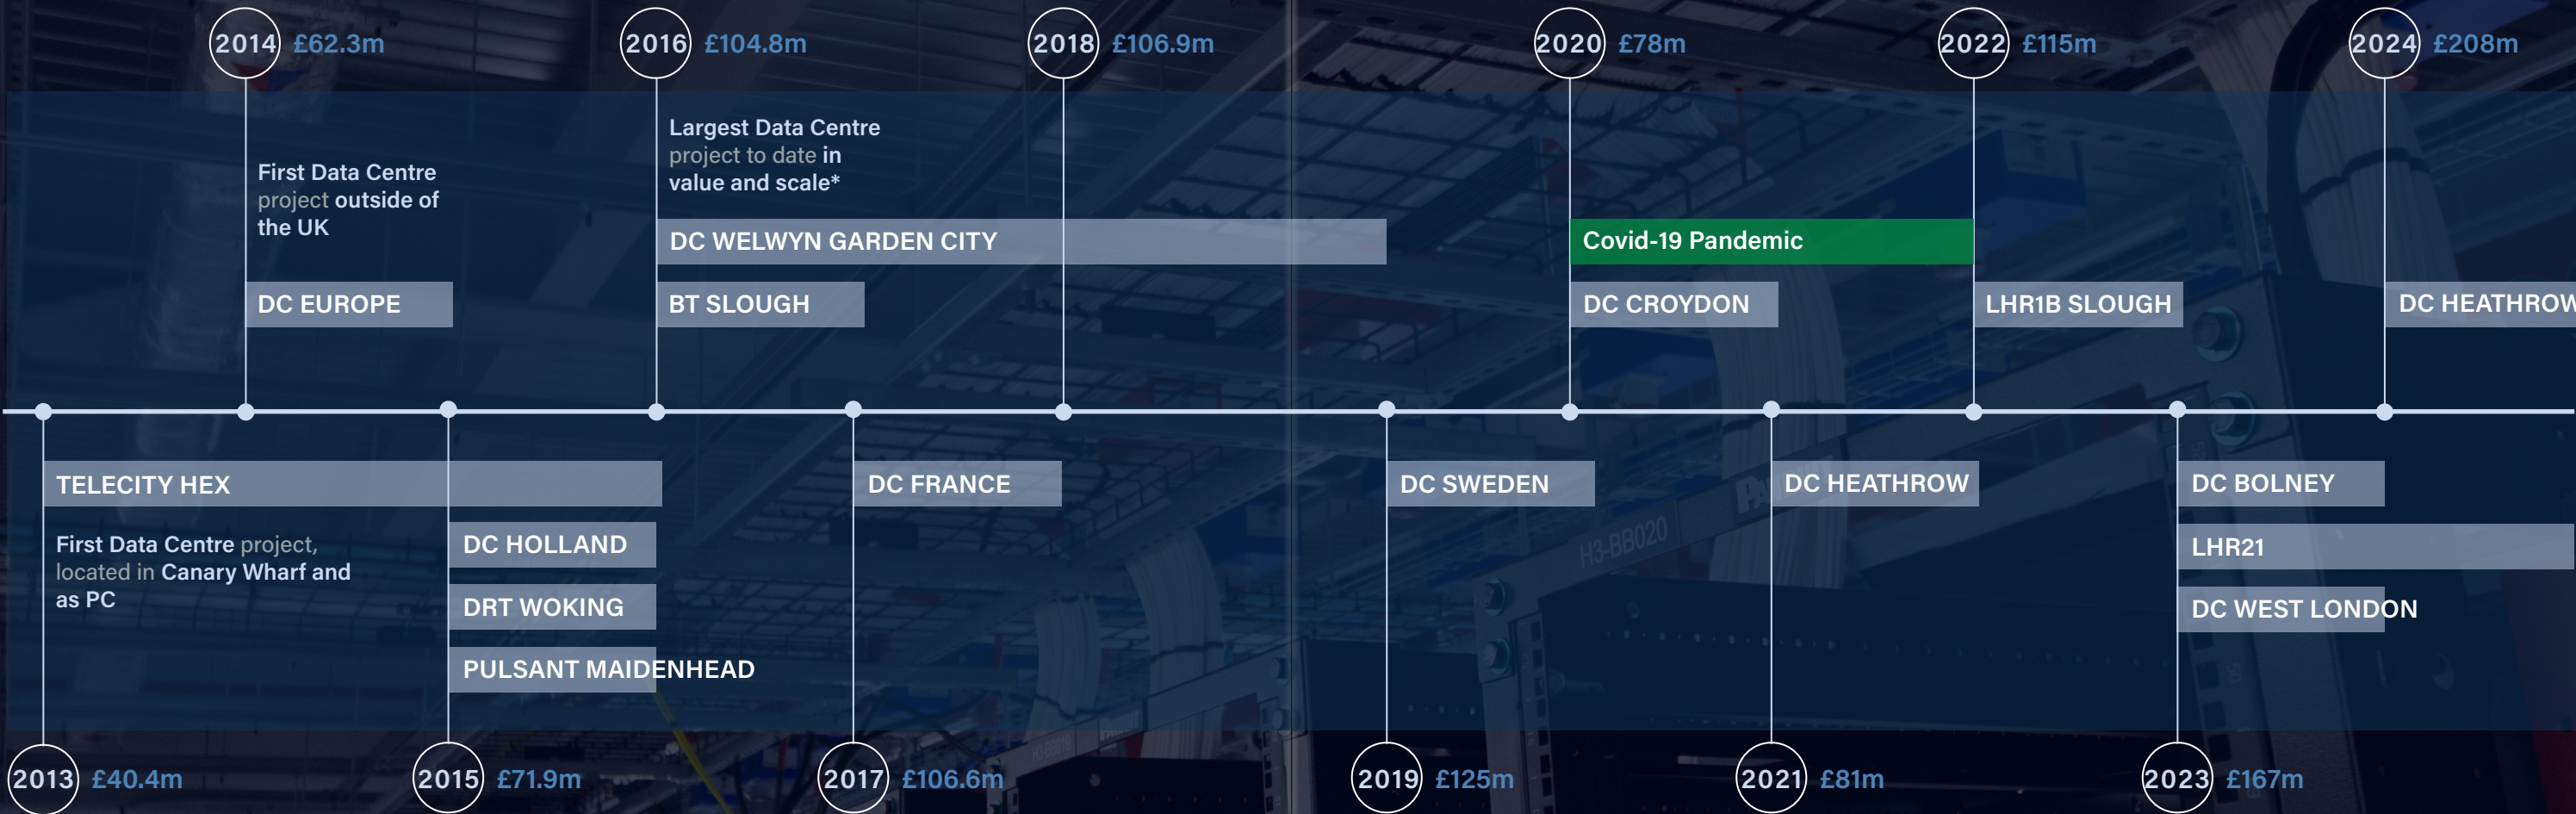 2014 £62.3m
2016 £104.8m
2018 £106.9m
2020 £78m
2022 £115m
2024 £208m
First Data Centre
project outside of
the UK
Largest Data Centre
project to date in
value and scale*
DC WELWYN GARDEN CITY
Covid-19 Pandemic
DC EUROPE
BT SLOUGH
DC CROYDON
LHR1B SLOUGH
DC HEATHROW
TELECITY HEX
First Data Centre project,
located in Canary Wharf and
as PC
DC HOLLAND
DRT WOKING
PULSANT MAIDENHEAD
DC FRANCE
DC SWEDEN
DC HEATHROW
DC BOLNEY
LHR21
DC WEST LONDON
H3-BB020
2013 £40.4m
2015 £71.9m
2017 £106.6m
2019 £125m
2021 £81m
2023 £167m